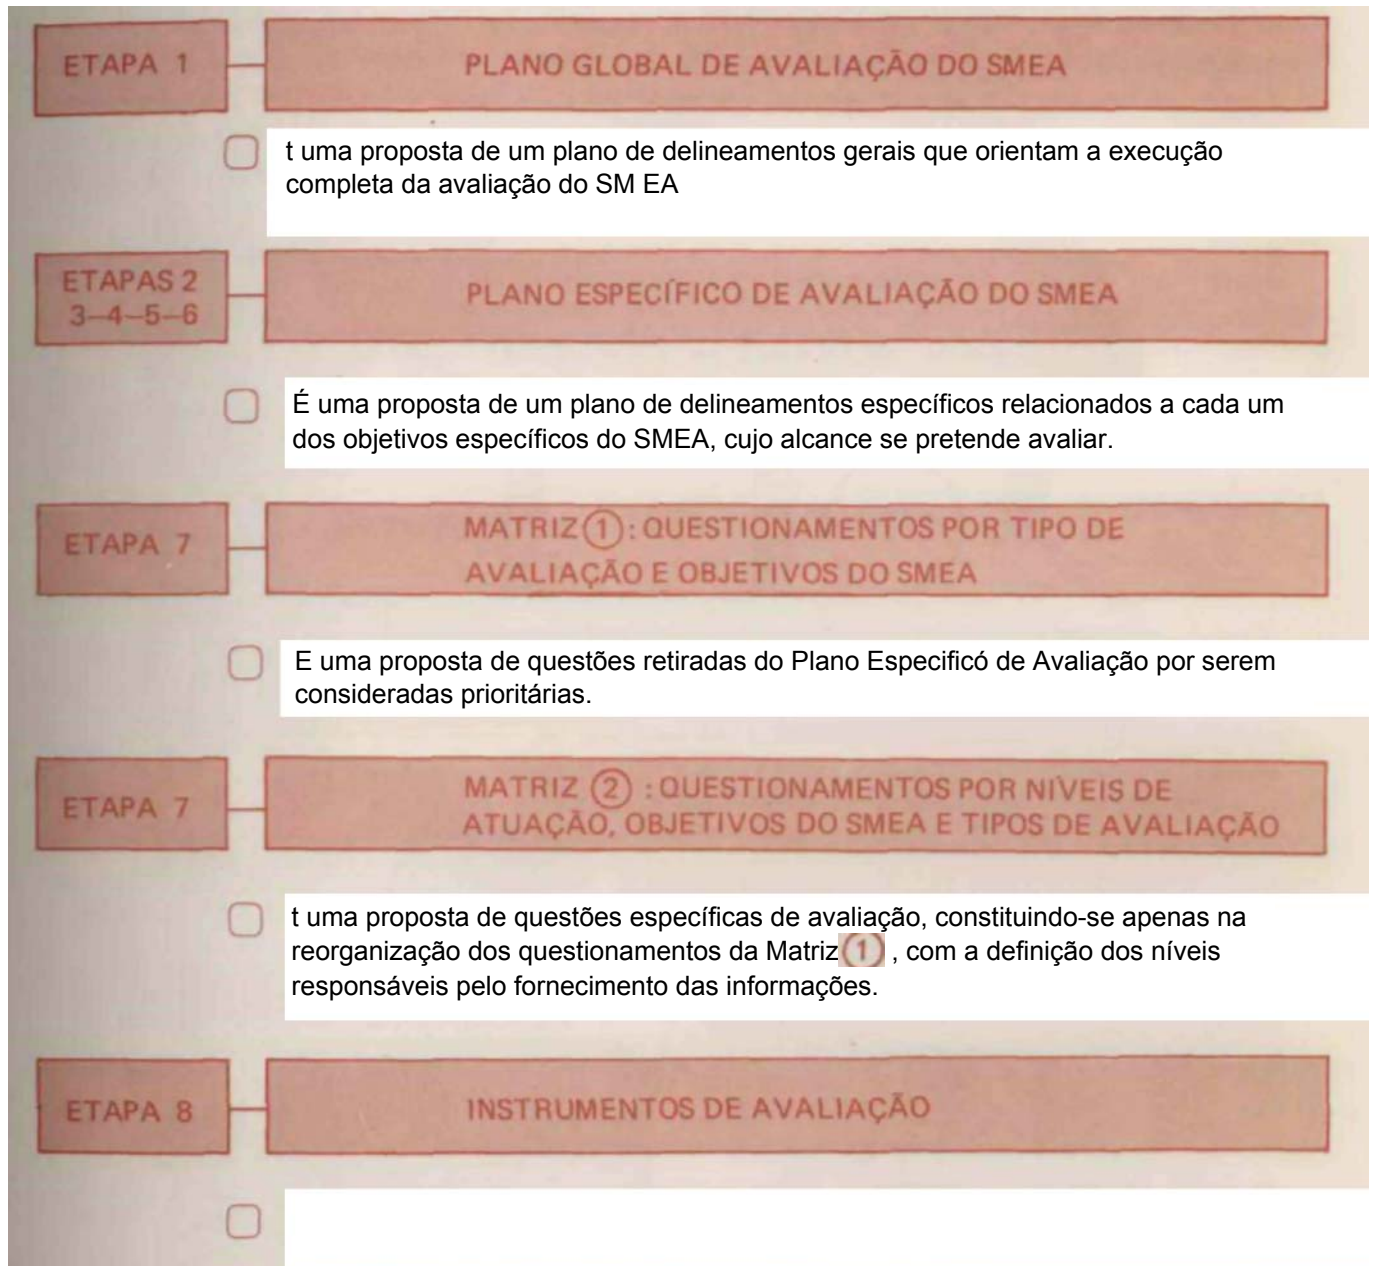 ETAPA 1
PLANO GLOBAL DE AVALIAÇÃO DO SMEA
t uma proposta de um plano de delineamentos gerais que orientam a execução
completa da avaliação do SM EA
ETAPAS 2
3—4—5—6
PLANO ESPECÍFICO DE AVALIAÇÃO DO SMEA
É uma proposta de um plano de delineamentos específicos relacionados a cada um
dos objetivos específicos do SMEA, cujo alcance se pretende avaliar.
ETAPA 7
MATRIZ ①: QUESTIONAMENTOS POR TIPO DE
AVALIAÇÃO E OBJETIVOS DO SMEA
E uma proposta de questões retiradas do Plano Especificó de Avaliação por serem
consideradas prioritárias.
ETAPA 7
MATRIZ ② : QUESTIONAMENTOS POR NÍVEIS DE
ATUAÇÃO, OBJETIVOS DO SMEA E TIPOS DE AVALIAÇÃO
t uma proposta de questões específicas de avaliação, constituindo-se apenas na
reorganização dos questionamentos da Matriz ① , com a definição dos níveis
responsáveis pelo fornecimento das informações.
ETAPA 8
INSTRUMENTOS DE AVALIAÇÃO